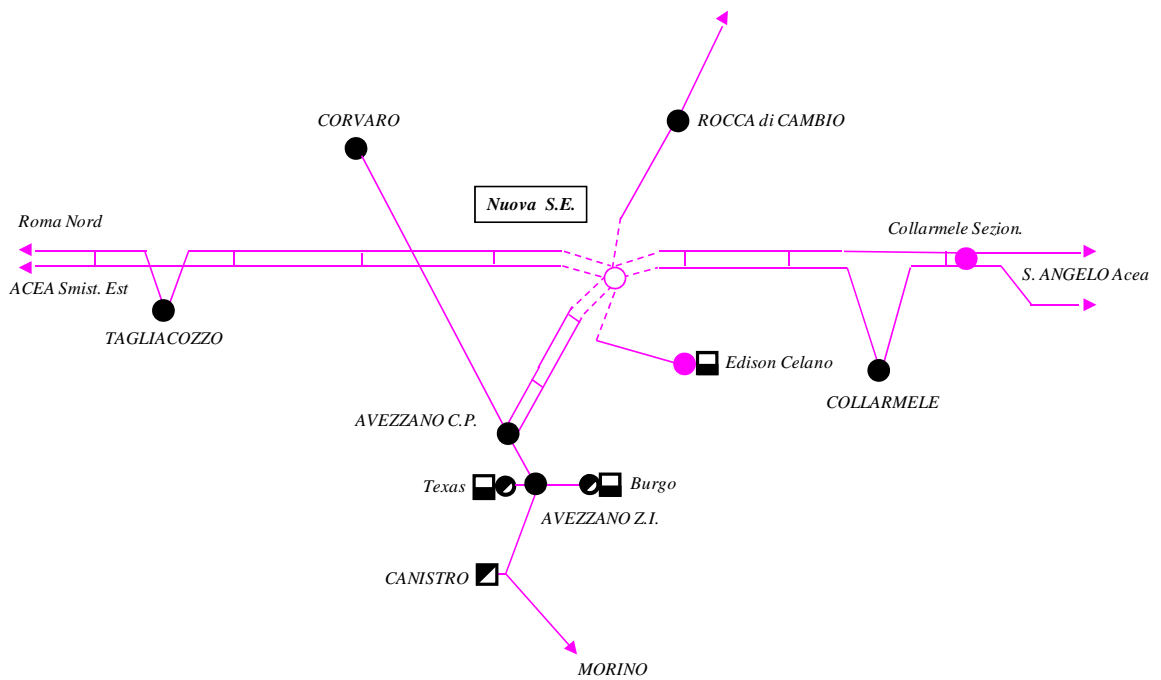 CORVARO
ROCCA di CAMBIO
Nuova S.E.
Roma Nord
Collarmele Sezion.
ACEA Smist. Est
S. ANGELO Acea
TAGLIACOZZO
Edison Celano
COLLARMELE
AVEZZANO C.P.
Texas
Burgo
AVEZZANO Z.I.
CANISTRO
MORINO